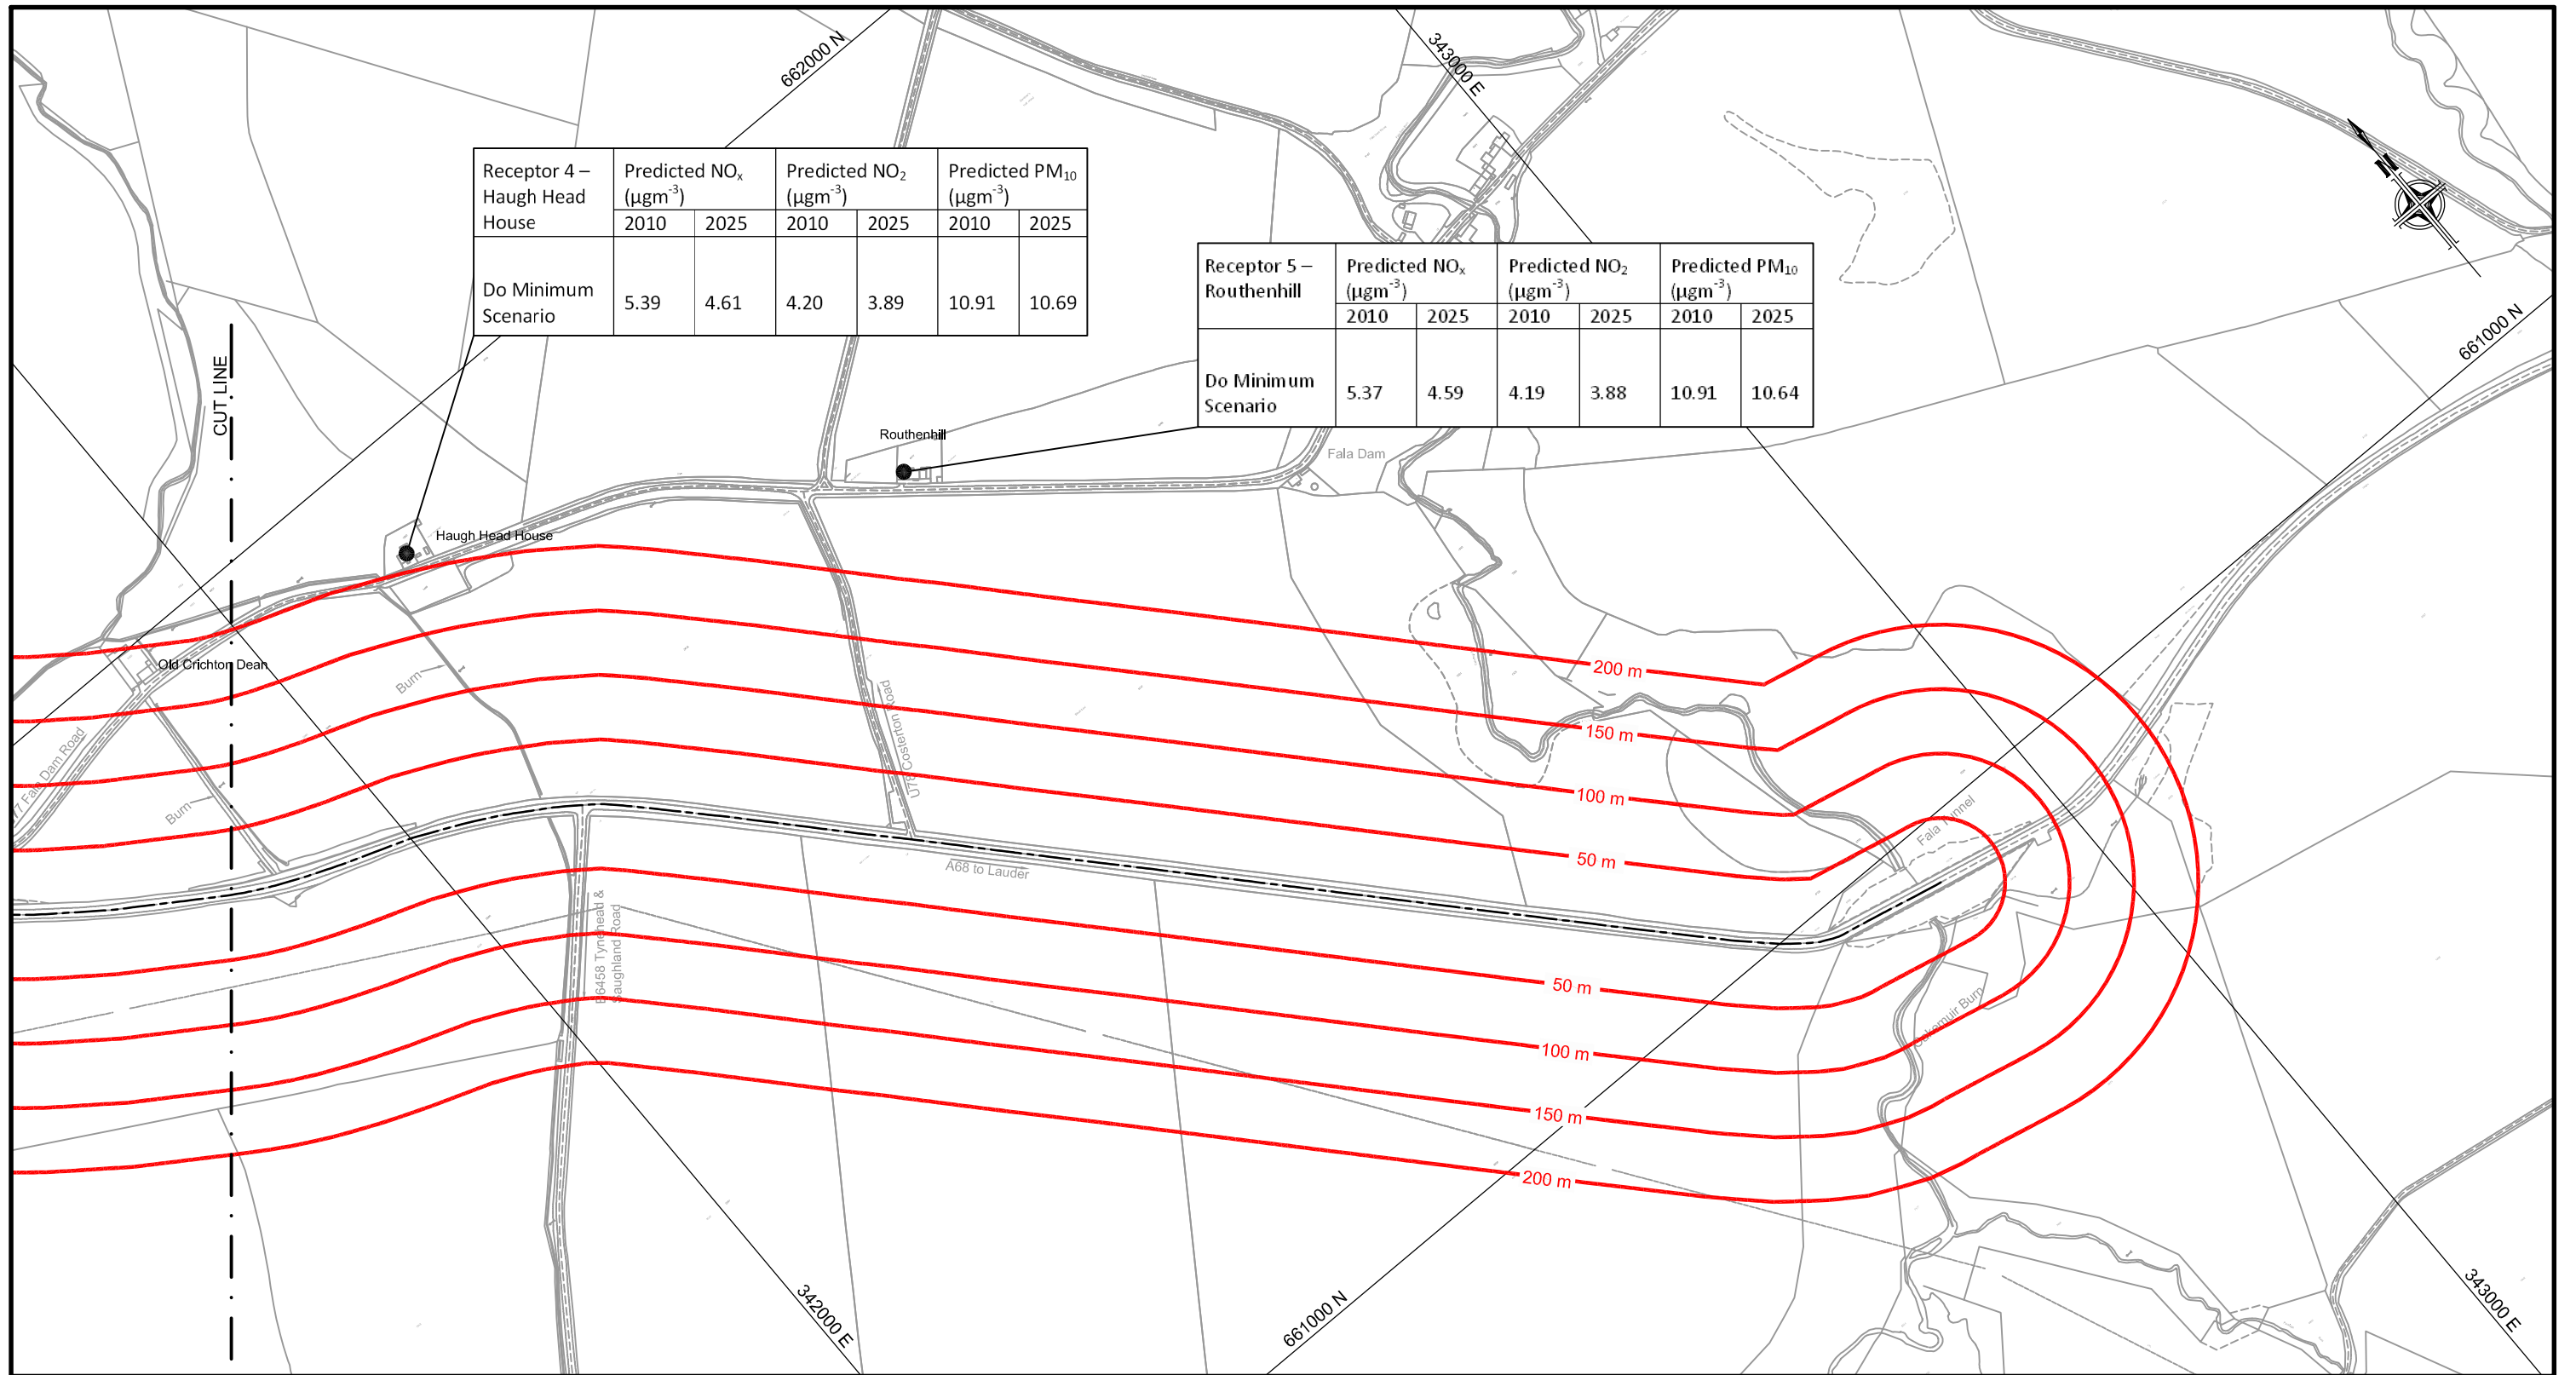 662000 N
343000 E
N
Receptor 4 –
Haugh Head
House
Predicted NOₓ
(µgm⁻³)
Predicted NO₂
(µgm⁻³)
Predicted PM₁₀
(µgm⁻³)
2010 2025 2010 2025 2010 2025
Do Minimum
Scenario
5.39 4.61 4.20 3.89 10.91 10.69
Receptor 5 –
Routhenhill
Predicted NOₓ
(µgm⁻³)
Predicted NO₂
(µgm⁻³)
Predicted PM₁₀
(µgm⁻³)
2010 2025 2010 2025 2010 2025
Do Minimum
Scenario
5.37 4.59 4.19 3.88 10.91 10.64
661000 N
CUT LINE
Routhenhill
Fala Dam
Haugh Head House
Old Crichton Dean
Burn
200 m
150 m
100 m
50 m
Fala Dam Road
Burn
Costerton Road
Fala Tunnel
A68 to Lauder
B6458 Tynehead &
Saughland Road
50 m
100 m
150 m
200 m
Burn
342000 E
661000 N
343000 E